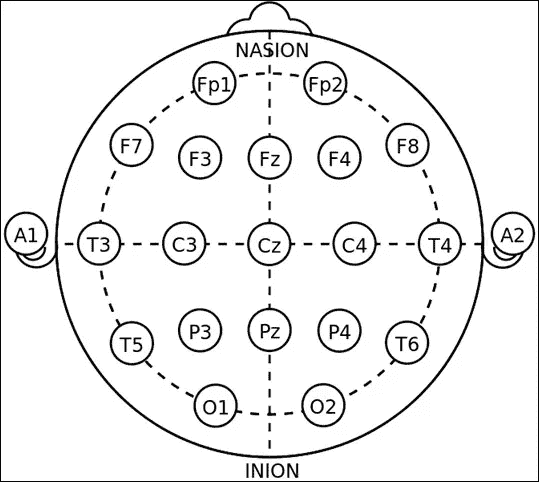 NASION
Fp1 Fp2
F7 F3 Fz F4 F8
A1 T3 C3 Cz C4 T4 A2
T5 P3 Pz P4 T6
O1 O2
INION